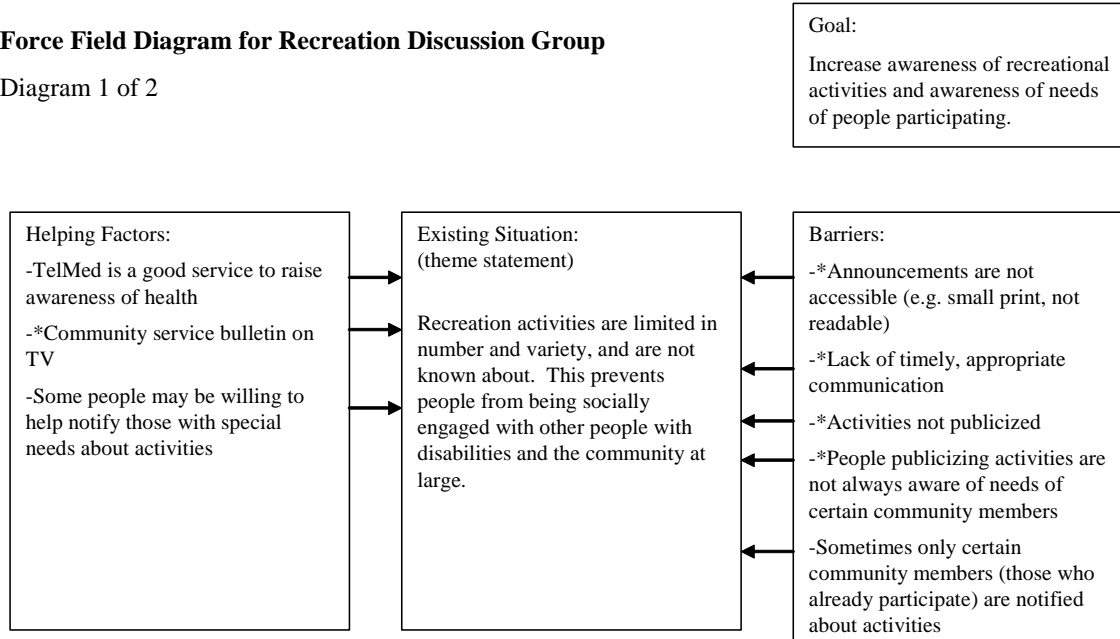 Force Field Diagram for Recreation Discussion Group
Diagram 1 of 2
Goal:
Increase awareness of recreational
activities and awareness of needs
of people participating.
Helping Factors:
-TelMed is a good service to raise
awareness of health
-*Community service bulletin on
TV
-Some people may be willing to
help notify those with special
needs about activities
Existing Situation:
(theme statement)
Recreation activities are limited in
number and variety, and are not
known about.  This prevents
people from being socially
engaged with other people with
disabilities and the community at
large.
Barriers:
-*Announcements are not
accessible (e.g. small print, not
readable)
-*Lack of timely, appropriate
communication
-*Activities not publicized
-*People publicizing activities are
not always aware of needs of
certain community members
-Sometimes only certain
community members (those who
already participate) are notified
about activities